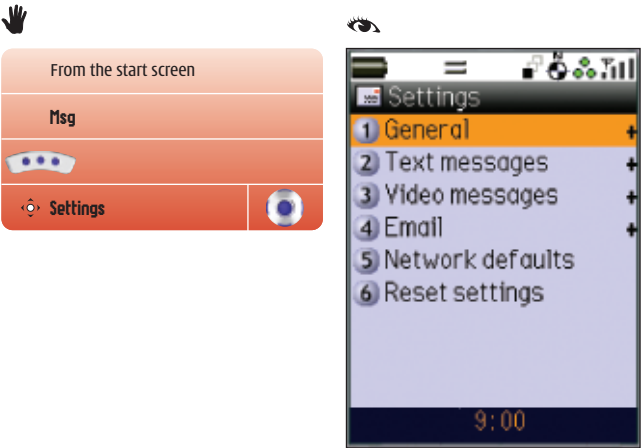 From the start screen
Msg
Settings
N
Settings
1 General +
2 Text messages +
3 Video messages +
4 Email +
5 Network defaults
6 Reset settings
9:00